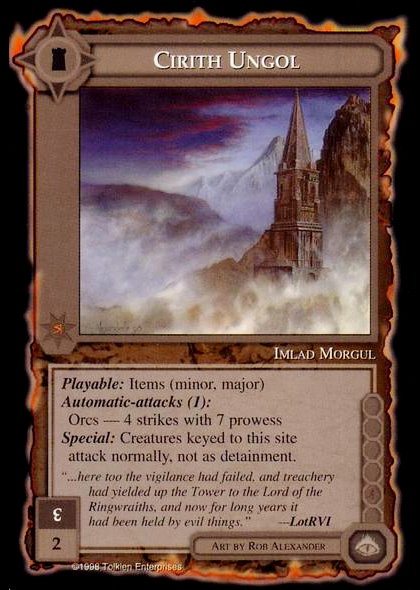 CIRITH UNGOL
IMLAD MORGUL
Playable: Items (minor, major)
Automatic-attacks (1):
Orcs — 4 strikes with 7 prowess
Special: Creatures keyed to this site
attack normally, not as detainment.
“...here too the vigilance had failed, and treachery
had yielded up the Tower to the Lord of the
Ringwraiths, and now for long years it
had been held by evil things.” —LotRVI
3
2
ART BY ROB ALEXANDER
©1998 Tolkien Enterprises